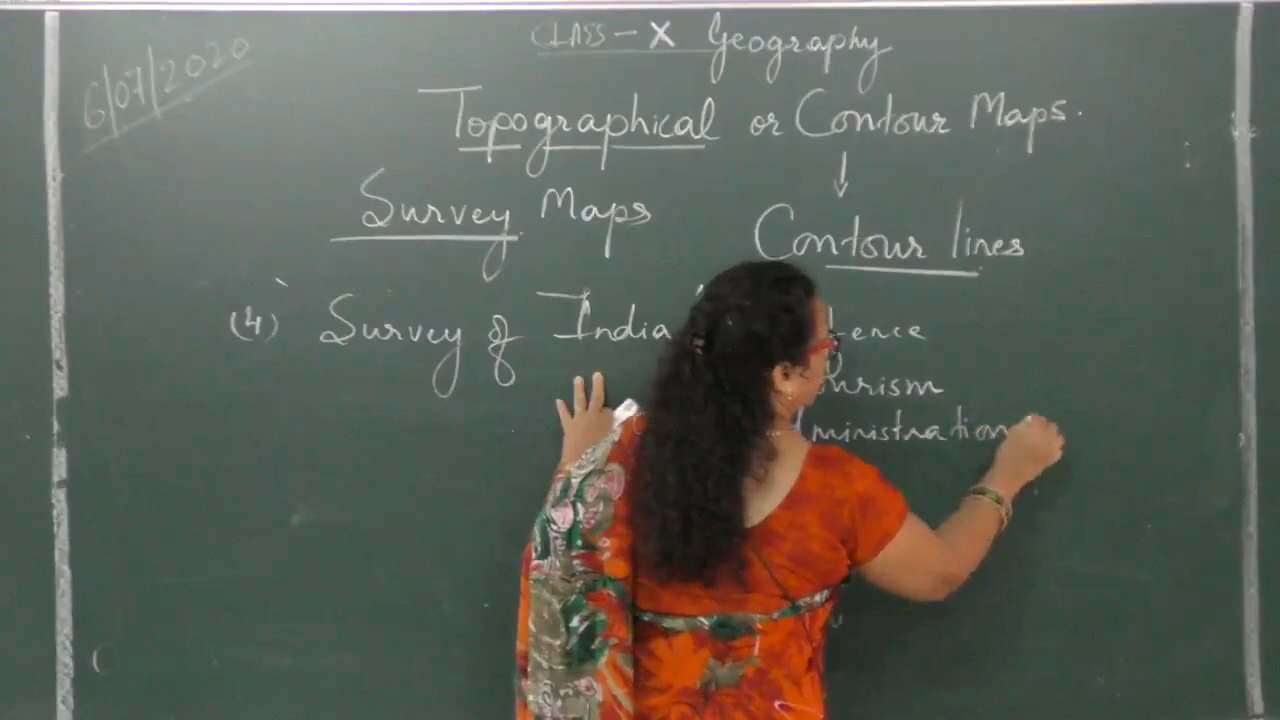 6/07/2020
CLASS - X Geography
Topographical or Contour Maps.
↓
Survey Maps
Contour lines
(4) Survey of India
ence
urism
ministration